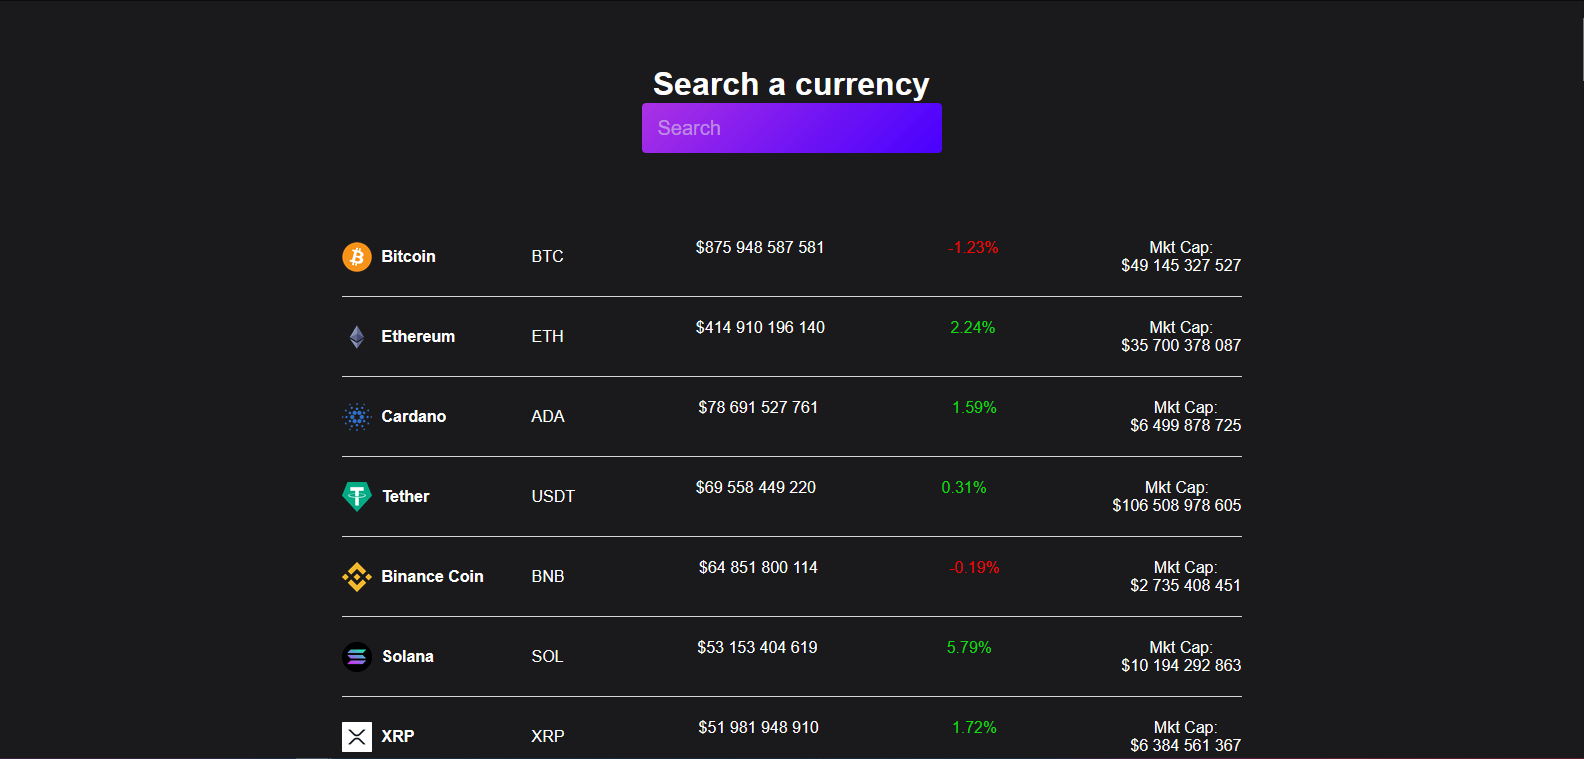 Search a currency
Search
Bitcoin BTC $875 948 587 581 -1.23% Mkt Cap:
$49 145 327 527
Ethereum ETH $414 910 196 140 2.24% Mkt Cap:
$35 700 378 087
Cardano ADA $78 691 527 761 1.59% Mkt Cap:
$6 499 878 725
Tether USDT $69 558 449 220 0.31% Mkt Cap:
$106 508 978 605
Binance Coin BNB $64 851 800 114 -0.19% Mkt Cap:
$2 735 408 451
Solana SOL $53 153 404 619 5.79% Mkt Cap:
$10 194 292 863
XRP XRP $51 981 948 910 1.72% Mkt Cap:
$6 384 561 367